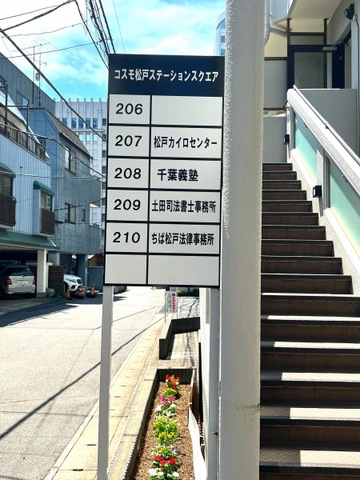 コスモ松戸ステーションスクエア
206
207 松戸カイロセンター
208 千葉義塾
209 土田司法書士事務所
210 ちば松戸法律事務所